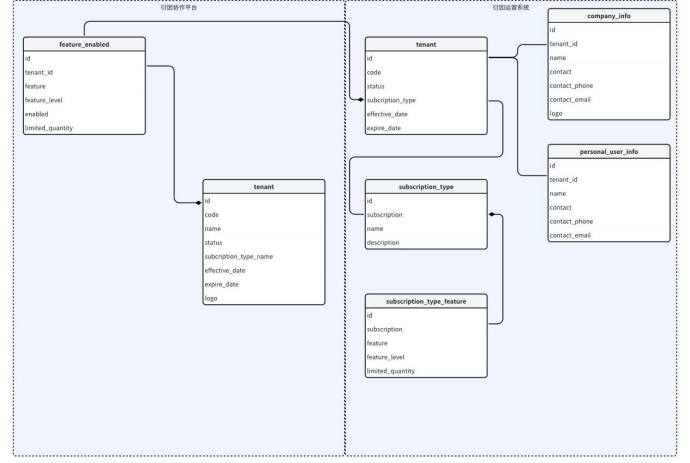 衍因协作平台
feature_enabled
id
tenant_id
feature
feature_level
enabled
limited_quantity
tenant
id
code
name
status
subcription_type_name
effective_date
expire_date
logo
衍因运营系统
tenant
id
code
status
subcription_type
effective_date
expire_date
subscription_type
id
subscription
name
description
subscription_type_feature
id
subscription
feature
feature_level
limited_quantity
company_info
id
tenant_id
name
contact
contact_phone
contact_email
logo
personal_user_info
id
tenant_id
name
contact
contact_phone
contact_email